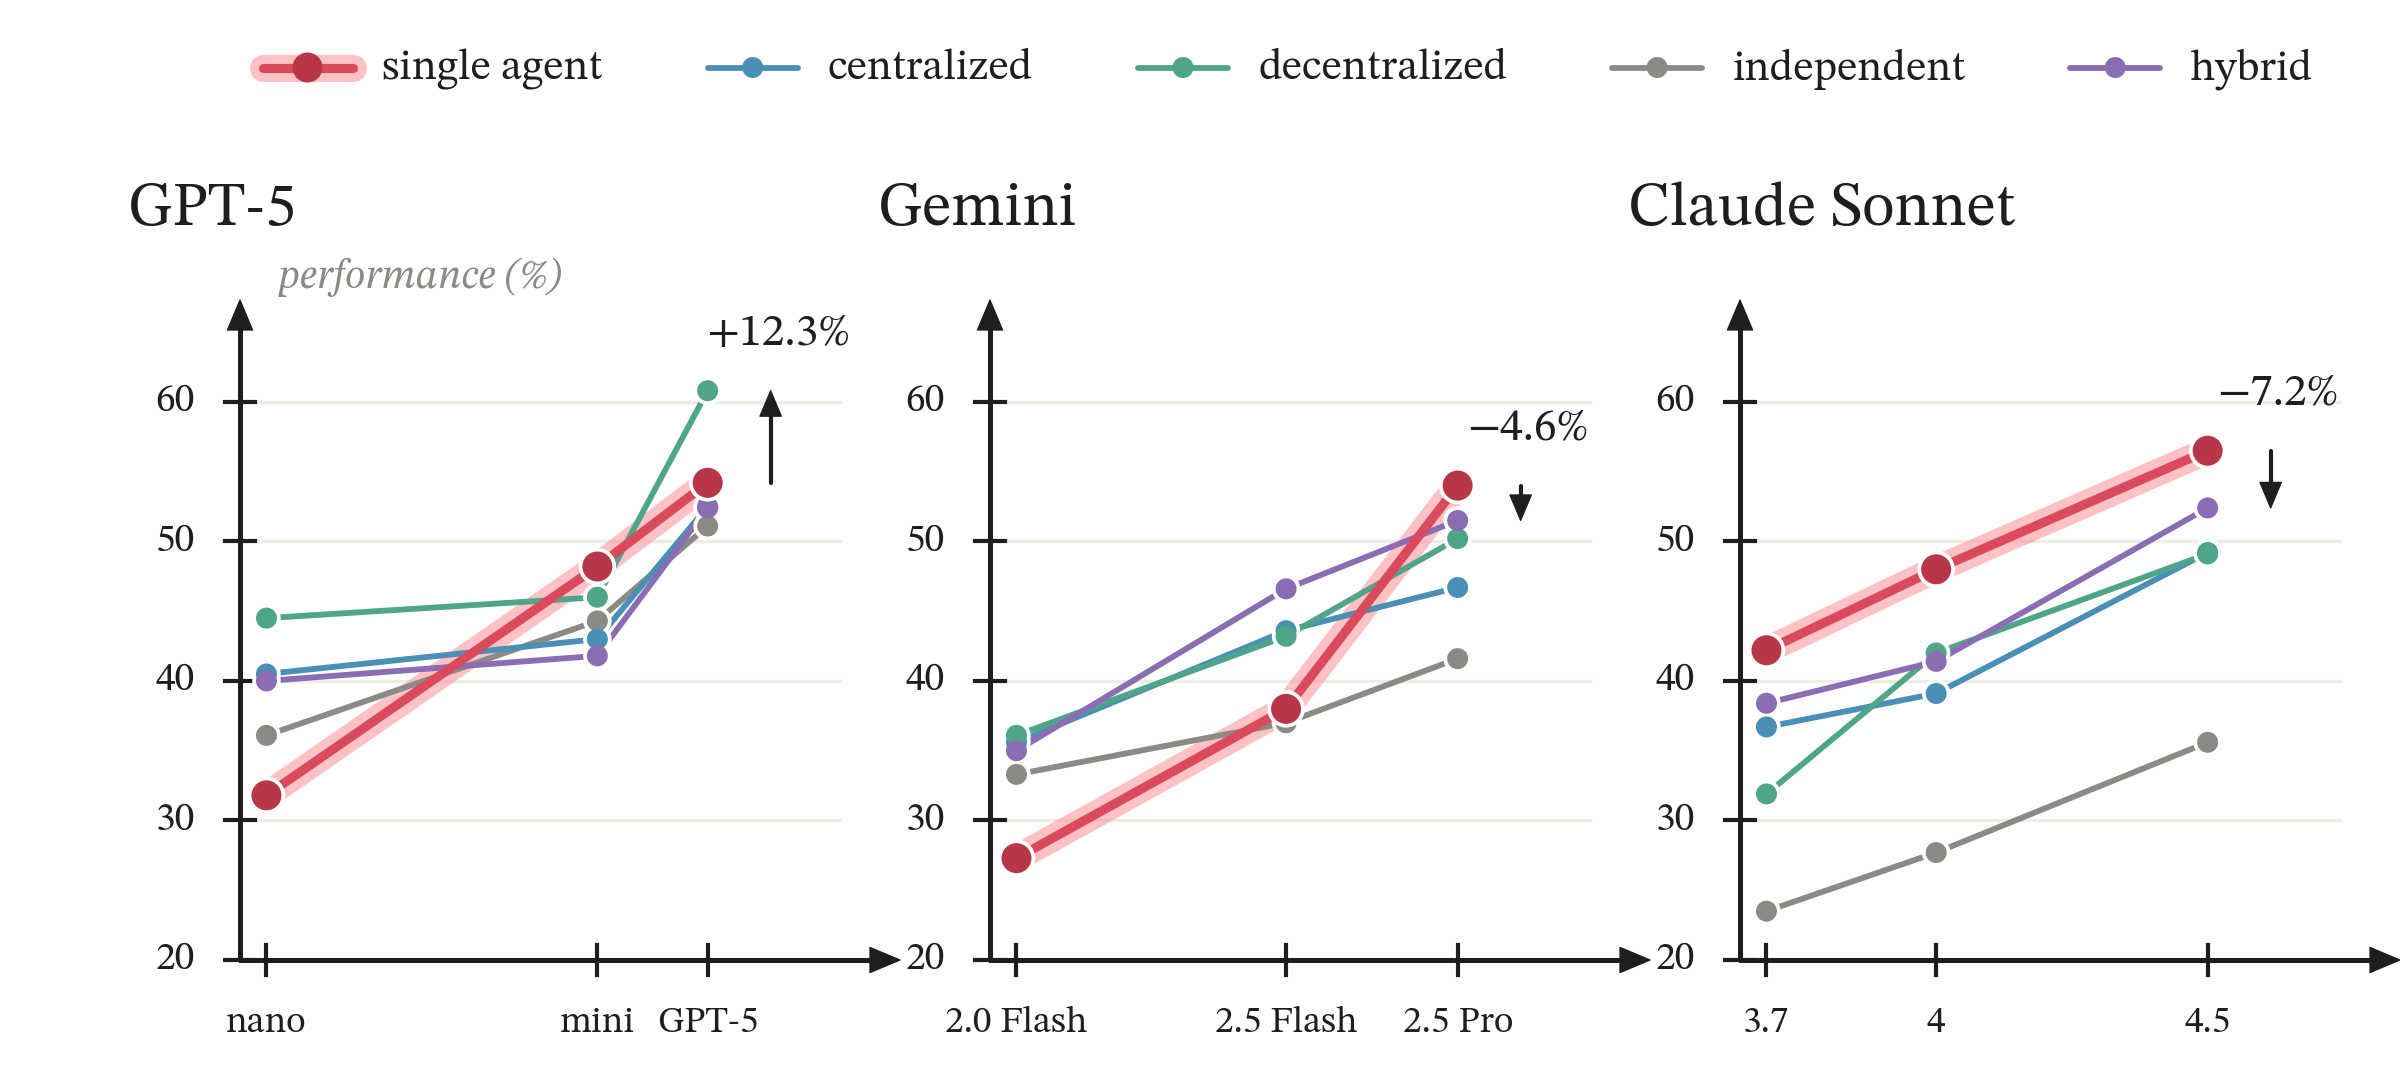 single agent centralized decentralized independent hybrid
GPT-5
performance (%)
+12.3%
60
50
40
30
20
nano mini GPT-5
Gemini
−4.6%
60
50
40
30
20
2.0 Flash 2.5 Flash 2.5 Pro
Claude Sonnet
−7.2%
60
50
40
30
20
3.7 4 4.5